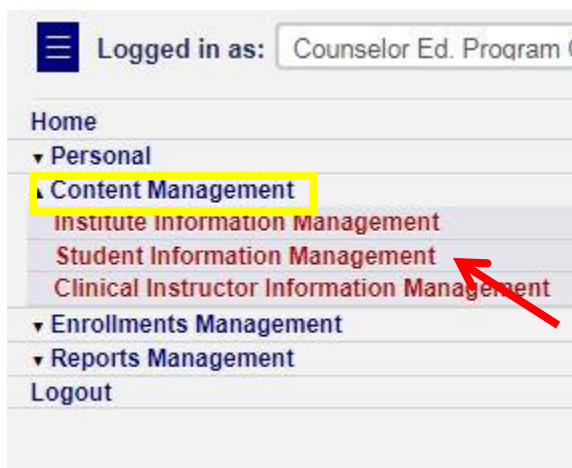 Logged in as: Counselor Ed. Program
Home
Personal
Content Management
Institute Information Management
Student Information Management
Clinical Instructor Information Management
Enrollments Management
Reports Management
Logout